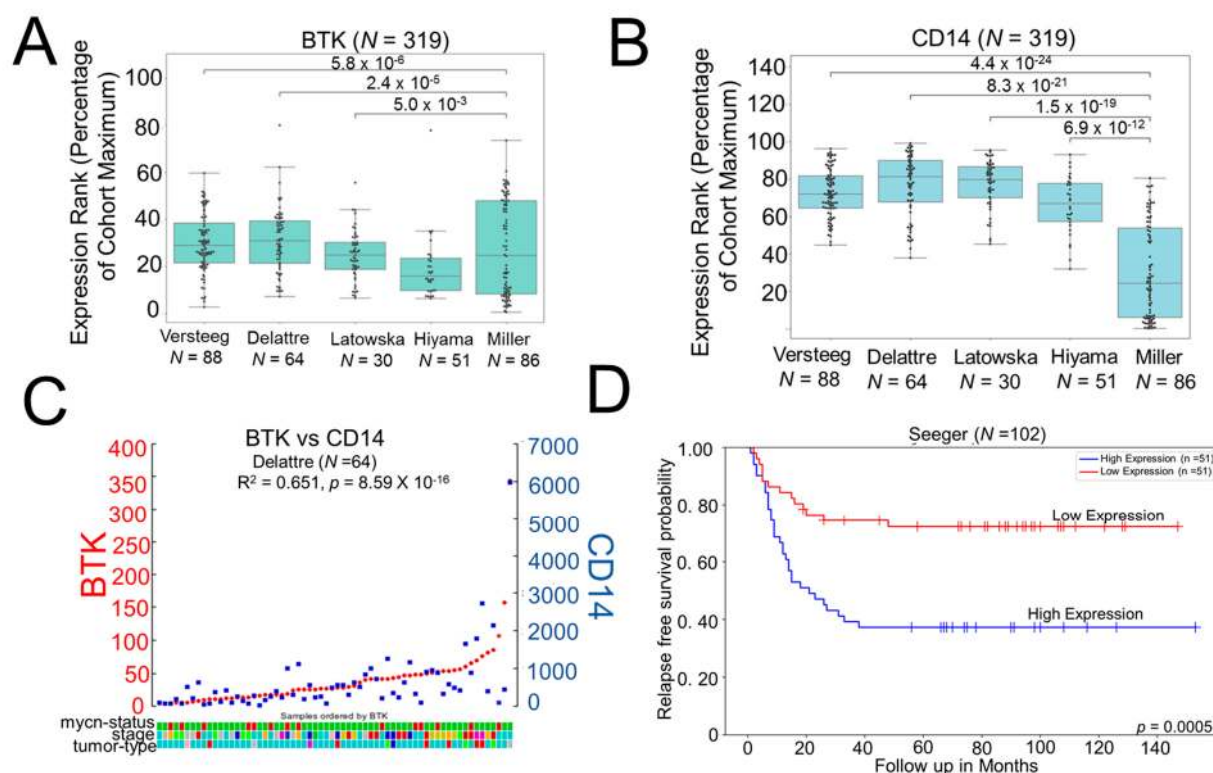 A
BTK (N = 319)
5.8 x 10-6
2.4 x 10-5
5.0 x 10-3
Expression Rank (Percentage
of Cohort Maximum)
100
80
60
40
20
0
Versteeg Delattre Latowska Hiyama Miller
N = 88 N = 64 N = 30 N = 51 N = 86
B
CD14 (N = 319)
4.4 x 10-24
8.3 x 10-21
1.5 x 10-19
6.9 x 10-12
Expression Rank (Percentage
of Cohort Maximum)
140
120
100
80
60
40
20
Versteeg Delattre Latowska Hiyama Miller
N = 88 N = 64 N = 30 N = 51 N = 86
C
BTK vs CD14
Delattre (N =64)
R2 = 0.651, p = 8.59 X 10-16
BTK
400
350
300
250
200
150
100
50
0
CD14
7000
6000
5000
4000
3000
2000
1000
0
Samples ordered by BTK
mycn-status
stage
tumor-type
D
Seeger (N =102)
High Expression (n =51)
Low Expression (n =51)
Low Expression
High Expression
Relapse free survival probability
1.00
0.80
0.60
0.40
0.20
0.00
p = 0.0005
0 20 40 60 80 100 120 140
Follow up in Months